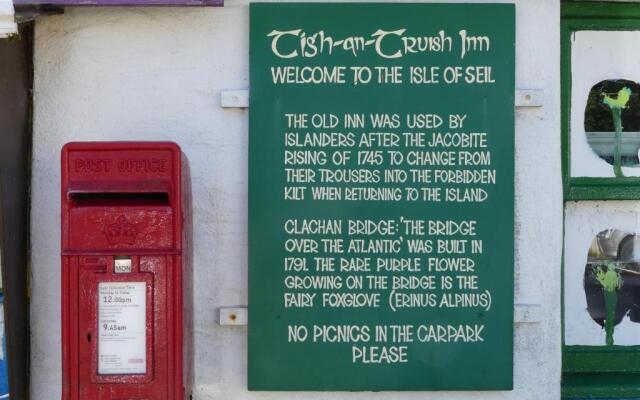 Tigh-an-Truish Inn
WELCOME TO THE ISLE OF SEIL
THE OLD INN WAS USED BY
ISLANDERS AFTER THE JACOBITE
RISING OF 1745 TO CHANGE FROM
THEIR TROUSERS INTO THE FORBIDDEN
KILT WHEN RETURNING TO THE ISLAND
CLACHAN BRIDGE: 'THE BRIDGE
OVER THE ATLANTIC' WAS BUILT IN
1791. THE RARE PURPLE FLOWER
GROWING ON THE BRIDGE IS THE
FAIRY FOXGLOVE (ERINUS ALPINUS)
NO PICNICS IN THE CARPARK
PLEASE
POST OFFICE
MON
12.00pm
9.45am